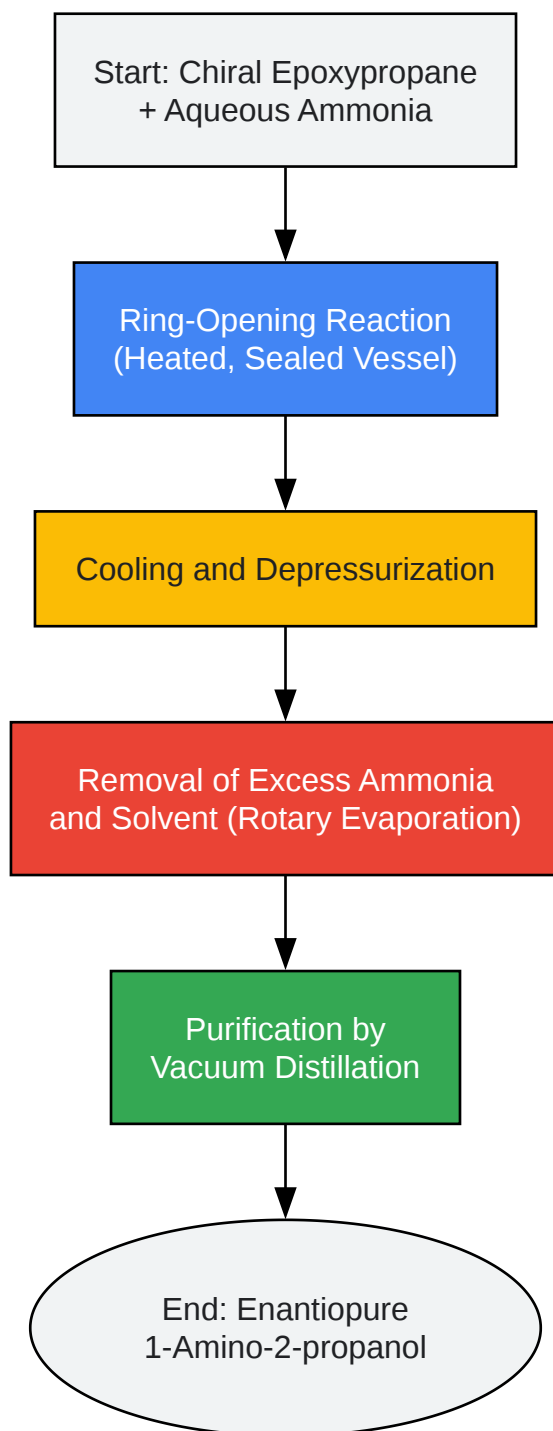 Start: Chiral Epoxypropane
+ Aqueous Ammonia
Ring-Opening Reaction
(Heated, Sealed Vessel)
Cooling and Depressurization
Removal of Excess Ammonia
and Solvent (Rotary Evaporation)
Purification by
Vacuum Distillation
End: Enantiopure
1-Amino-2-propanol